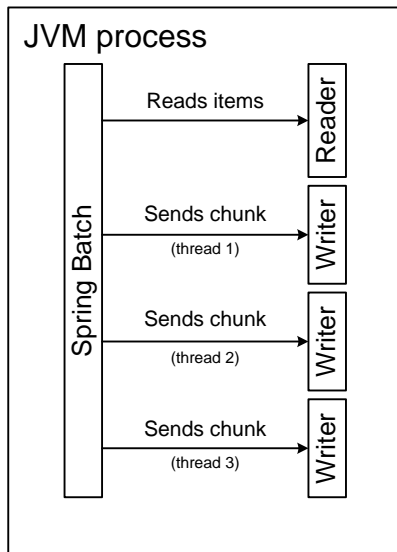 JVM process
Spring Batch
Reads items
Reader
Sends chunk
(thread 1)
Writer
Sends chunk
(thread 2)
Writer
Sends chunk
(thread 3)
Writer